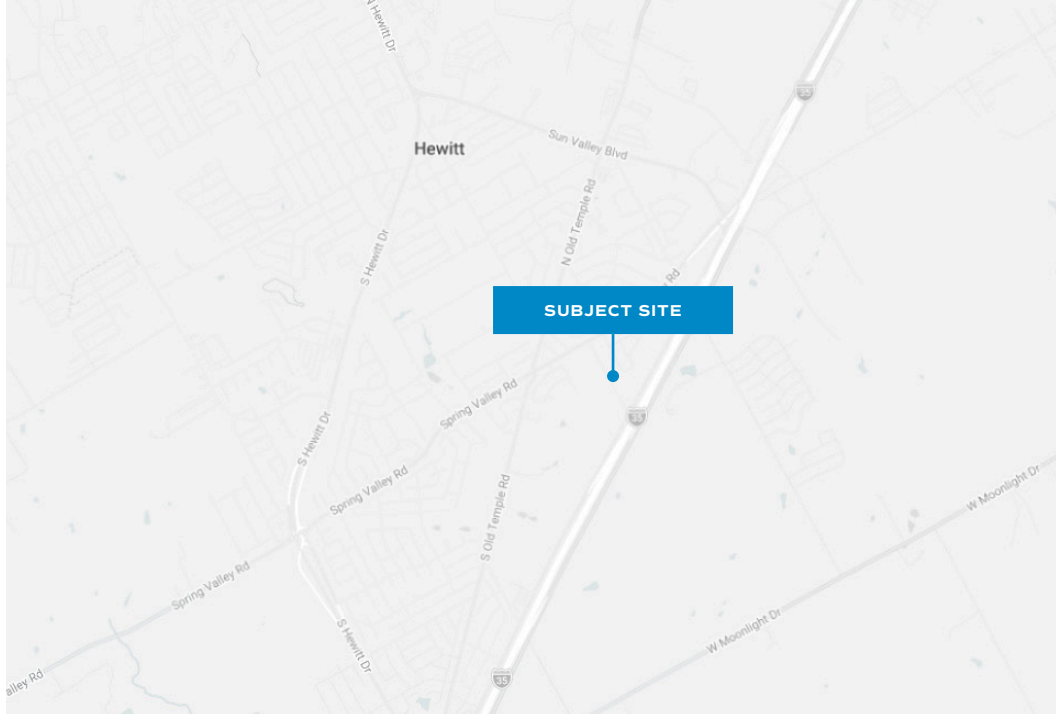 N Hewitt Dr
35
Sun Valley Blvd
Hewitt
N Old Temple Rd
S Hewitt Dr
Rd
SUBJECT SITE
Spring Valley Rd
35
S Hewitt Dr
Spring Valley Rd
W Moonlight Dr
S Old Temple Rd
Spring Valley Rd
S Hewitt Dr
W Moonlight Dr
alley Rd
35